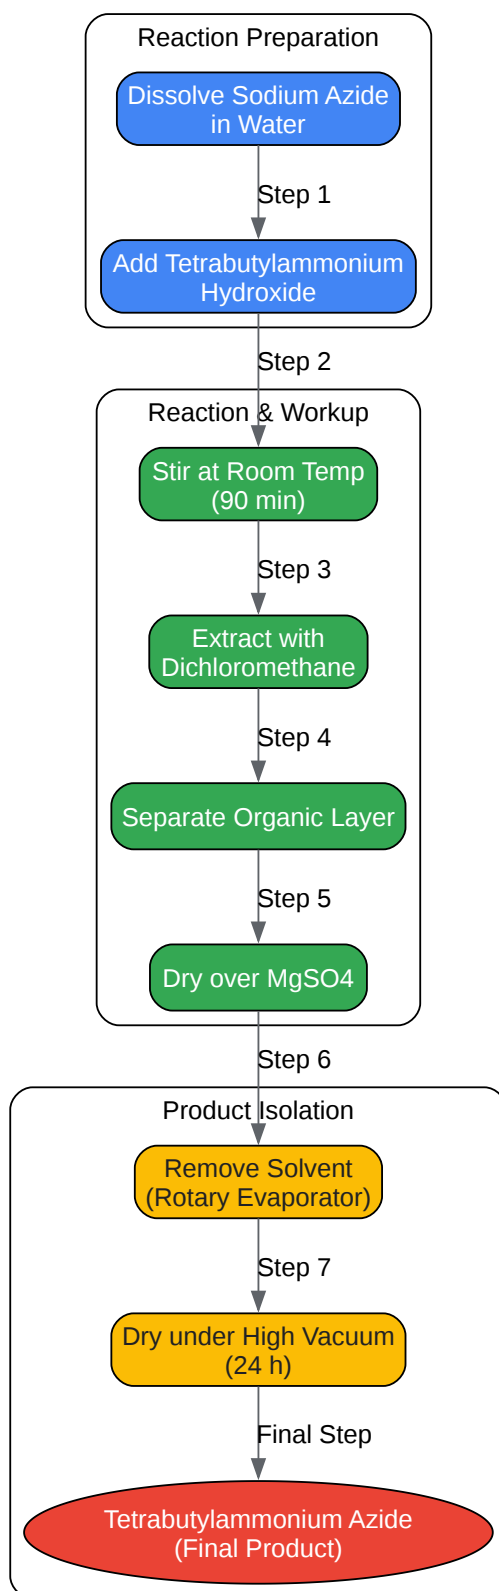 Reaction Preparation
Dissolve Sodium Azide
in Water
Step 1
Add Tetrabutylammonium
Hydroxide
Step 2
Reaction & Workup
Stir at Room Temp
(90 min)
Step 3
Extract with
Dichloromethane
Step 4
Separate Organic Layer
Step 5
Dry over MgSO4
Step 6
Product Isolation
Remove Solvent
(Rotary Evaporator)
Step 7
Dry under High Vacuum
(24 h)
Final Step
Tetrabutylammonium Azide
(Final Product)